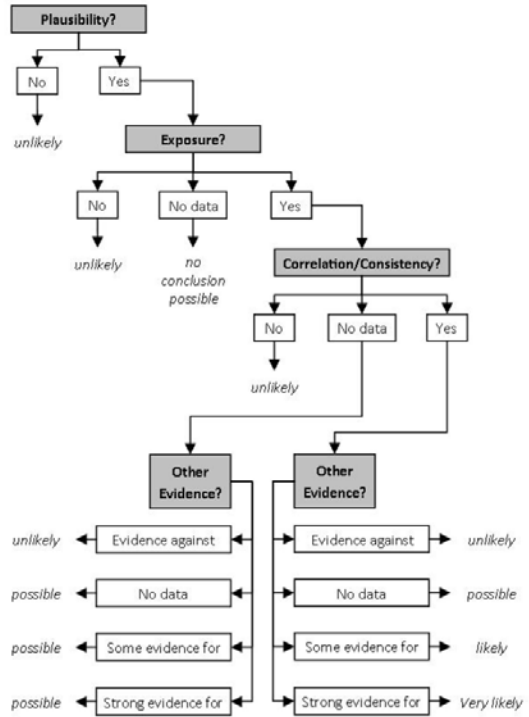 Plausibility?
No
Yes
unlikely
Exposure?
No
No data
Yes
unlikely
no
conclusion
possible
Correlation/Consistency?
No
No data
Yes
unlikely
Other
Evidence?
Other
Evidence?
unlikely
Evidence against
Evidence against
unlikely
possible
No data
No data
possible
possible
Some evidence for
Some evidence for
likely
possible
Strong evidence for
Strong evidence for
Very likely